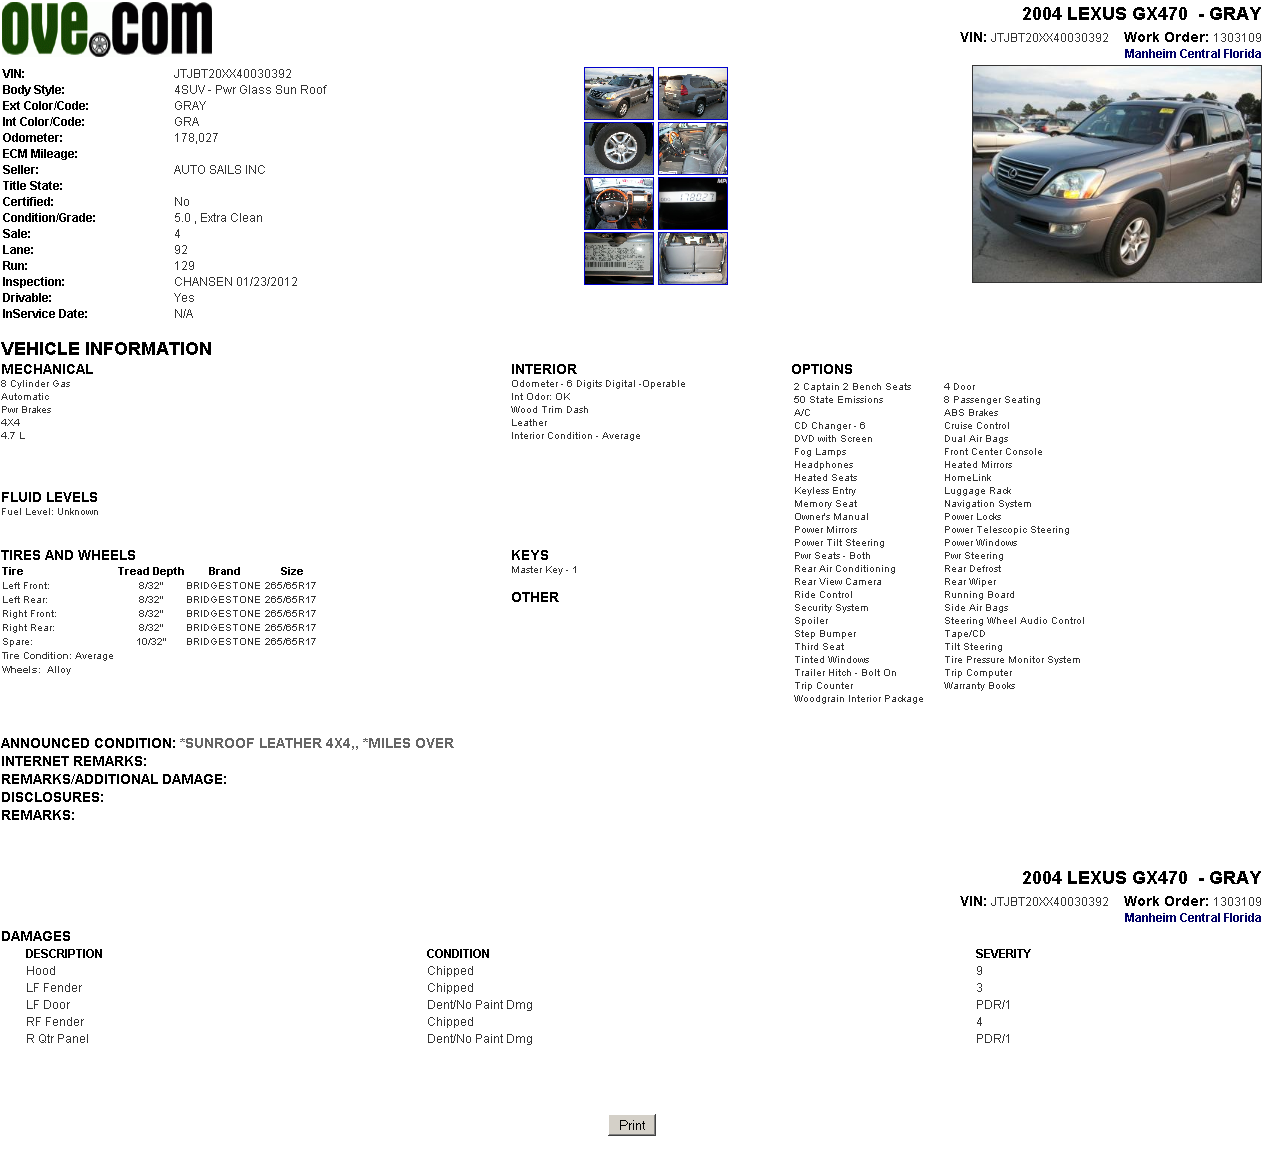 ove.com
2004 LEXUS GX470 - GRAY
VIN: JTJBT20XX40030392 Work Order: 1303109
Manheim Central Florida
VIN: JTJBT20XX40030392
Body Style: 4SUV - Pwr Glass Sun Roof
Ext Color/Code: GRAY
Int Color/Code: GRA
Odometer: 178,027
ECM Mileage:
Seller: AUTO SAILS INC
Title State:
Certified: No
Condition/Grade: 5.0 , Extra Clean
Sale: 4
Lane: 92
Run: 129
Inspection: CHANSEN 01/23/2012
Drivable: Yes
InService Date: N/A
178027
VEHICLE INFORMATION
MECHANICAL
8 Cylinder Gas
Automatic
Pwr Brakes
4X4
4.7 L
INTERIOR
Odometer - 6 Digits Digital -Operable
Int Odor: OK
Wood Trim Dash
Leather
Interior Condition - Average
OPTIONS
2 Captain 2 Bench Seats 4 Door
50 State Emissions 8 Passenger Seating
A/C ABS Brakes
CD Changer - 6 Cruise Control
DVD with Screen Dual Air Bags
Fog Lamps Front Center Console
Headphones Heated Mirrors
Heated Seats HomeLink
Keyless Entry Luggage Rack
Memory Seat Navigation System
Owner's Manual Power Locks
Power Mirrors Power Telescopic Steering
Power Tilt Steering Power Windows
Pwr Seats - Both Pwr Steering
Rear Air Conditioning Rear Defrost
Rear View Camera Rear Wiper
Ride Control Running Board
Security System Side Air Bags
Spoiler Steering Wheel Audio Control
Step Bumper Tape/CD
Third Seat Tilt Steering
Tinted Windows Tire Pressure Monitor System
Trailer Hitch - Bolt On Trip Computer
Trip Counter Warranty Books
Woodgrain Interior Package
FLUID LEVELS
Fuel Level: Unknown
TIRES AND WHEELS
Tire Tread Depth Brand Size
Left Front: 8/32" BRIDGESTONE 265/65R17
Left Rear: 8/32" BRIDGESTONE 265/65R17
Right Front: 8/32" BRIDGESTONE 265/65R17
Right Rear: 8/32" BRIDGESTONE 265/65R17
Spare: 10/32" BRIDGESTONE 265/65R17
Tire Condition: Average
Wheels: Alloy
KEYS
Master Key - 1
OTHER
ANNOUNCED CONDITION: *SUNROOF LEATHER 4X4,, *MILES OVER
INTERNET REMARKS:
REMARKS/ADDITIONAL DAMAGE:
DISCLOSURES:
REMARKS:
2004 LEXUS GX470 - GRAY
VIN: JTJBT20XX40030392 Work Order: 1303109
Manheim Central Florida
DAMAGES
DESCRIPTION CONDITION SEVERITY
Hood Chipped 9
LF Fender Chipped 3
LF Door Dent/No Paint Dmg PDR/1
RF Fender Chipped 4
R Qtr Panel Dent/No Paint Dmg PDR/1
Print